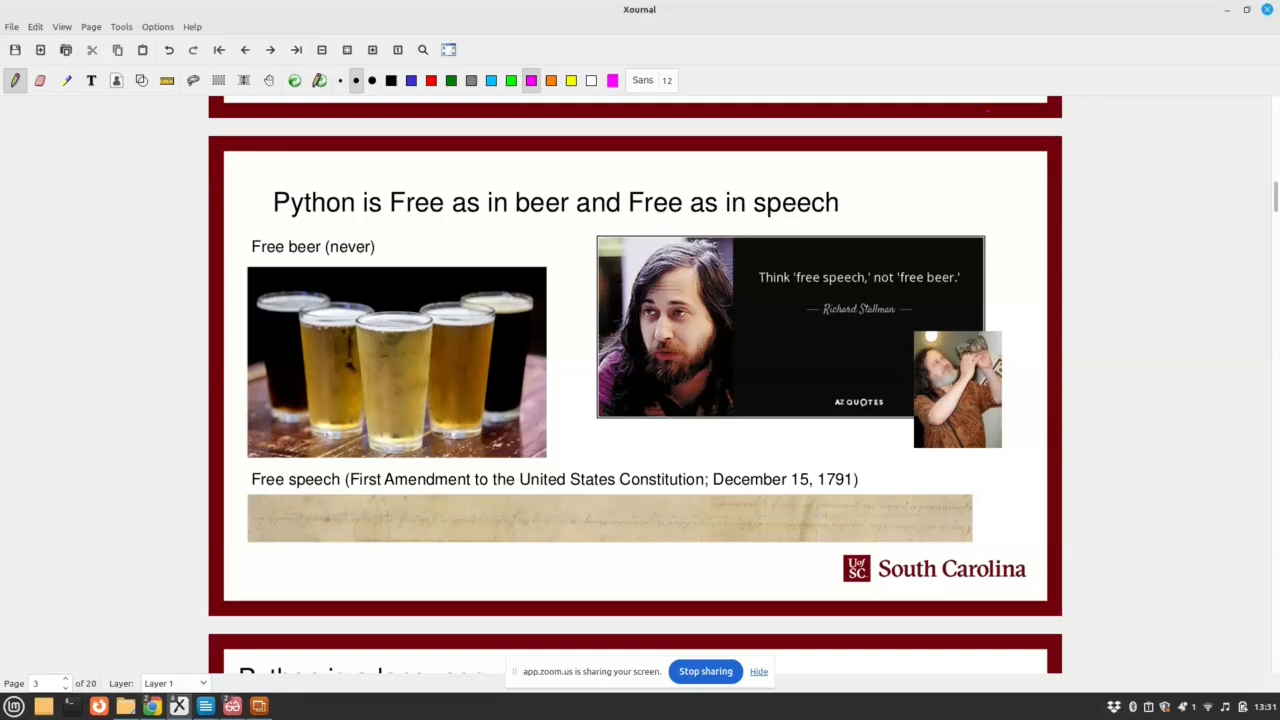 Xournal
File Edit View Page Tools Options Help
Sans 12
Python is Free as in beer and Free as in speech
Free beer (never)
Think 'free speech,' not 'free beer.'
Richard Stallman
AZ QUOTES
Free speech (First Amendment to the United States Constitution; December 15, 1791)
U of SC South Carolina
app.zoom.us is sharing your screen. Stop sharing Hide
of 20 Layer: Layer 1
13:31